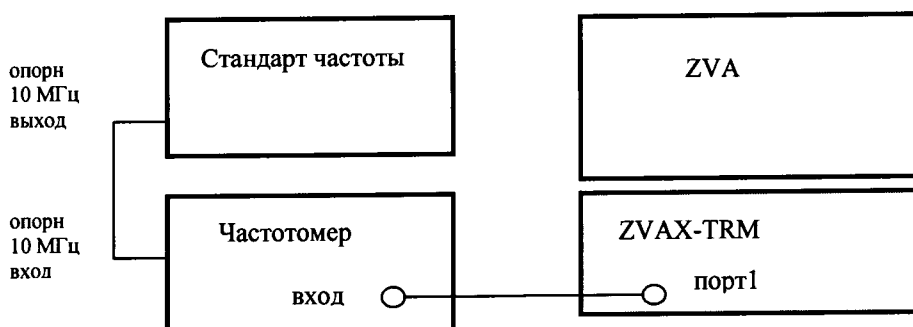 опорн
10 МГц
выход
Стандарт частоты
ZVA
опорн
10 МГц
вход
Частотомер
вход
ZVAX-TRM
порт1